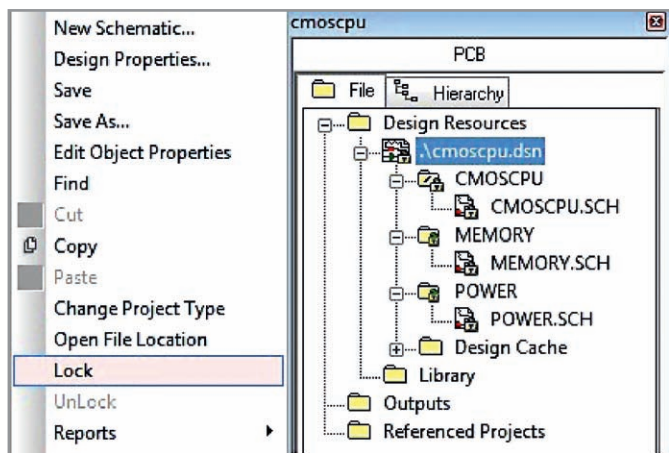 New Schematic...
Design Properties...
Save
Save As...
Edit Object Properties
Find
Cut
Copy
Paste
Change Project Type
Open File Location
Lock
UnLock
Reports
cmoscpu
PCB
File
Hierarchy
Design Resources
.\cmoscpu.dsn
CMOSCPU
CMOSCPU.SCH
MEMORY
MEMORY.SCH
POWER
POWER.SCH
Design Cache
Library
Outputs
Referenced Projects